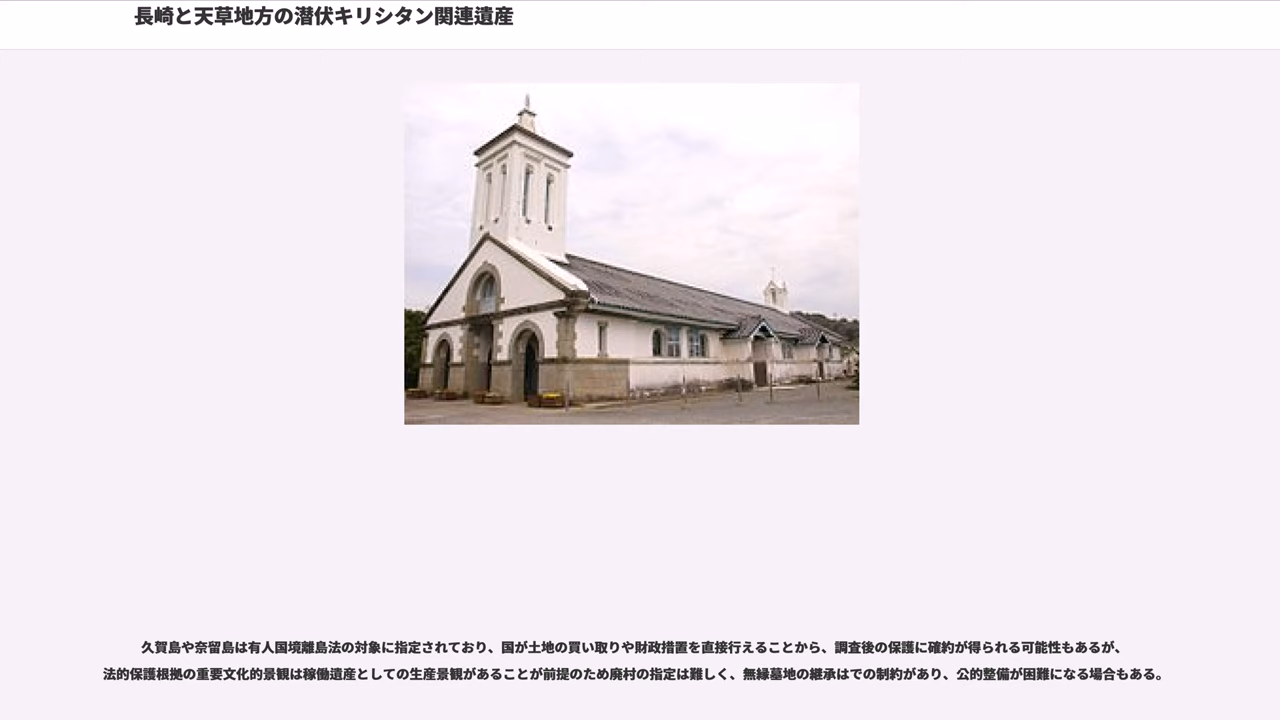 長崎と天草地方の潜伏キリシタン関連遺産
久賀島や奈留島は有人国境離島法の対象に指定されており、国が土地の買い取りや財政措置を直接行えることから、調査後の保護に確約が得られる可能性もあるが、
法的保護根拠の重要文化的景観は稼働遺産としての生産景観があることが前提のため廃村の指定は難しく、無縁墓地の継承はでの制約があり、公的整備が困難になる場合もある。